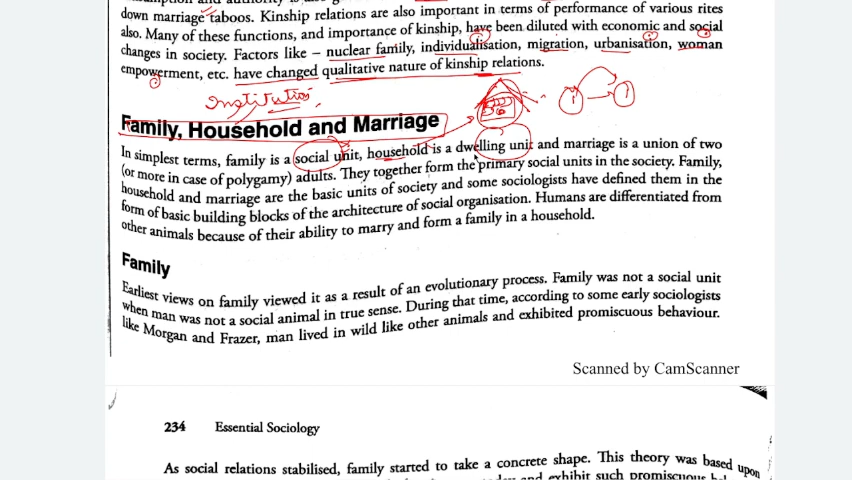 down marriage taboos. Kinship relations are also important in terms of performance of various rites
also. Many of these functions, and importance of kinship, have been diluted with economic and social
changes in society. Factors like – nuclear family, individualisation, migration, urbanisation, woman
empowerment, etc. have changed qualitative nature of kinship relations.
Institution
Family, Household and Marriage
In simplest terms, family is a social unit, household is a dwelling unit and marriage is a union of two
(or more in case of polygamy) adults. They together form the primary social units in the society. Family,
household and marriage are the basic units of society and some sociologists have defined them in the
form of basic building blocks of the architecture of social organisation. Humans are differentiated from
other animals because of their ability to marry and form a family in a household.
Family
Earliest views on family viewed it as a result of an evolutionary process. Family was not a social unit
when man was not a social animal in true sense. During that time, according to some early sociologists
like Morgan and Frazer, man lived in wild like other animals and exhibited promiscuous behaviour.
Scanned by CamScanner
234 Essential Sociology
As social relations stabilised, family started to take a concrete shape. This theory was based upon
and exhibit such promiscuous